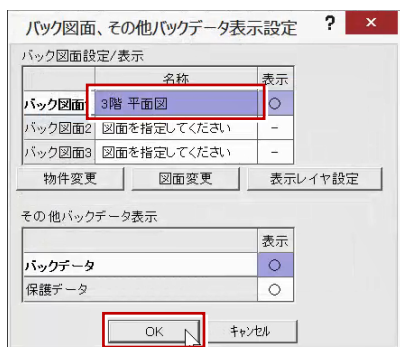 バック図面、その他バックデータ表示設定 ? ×
バック図面設定/表示
名称 表示
バック図面 3階 平面図 ○
バック図面2 図面を指定してください -
バック図面3 図面を指定してください -
物件変更 図面変更 表示レイヤ設定
その他バックデータ表示
表示
バックデータ ○
保護データ ○
OK キャンセル